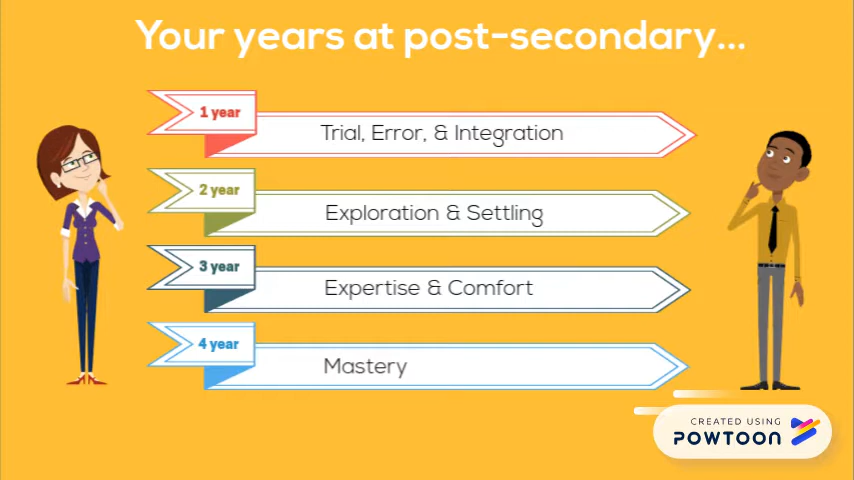 Your years at post-secondary...
1 year
Trial, Error, & Integration
2 year
Exploration & Settling
3 year
Expertise & Comfort
4 year
Mastery
CREATED USING
POWTOON